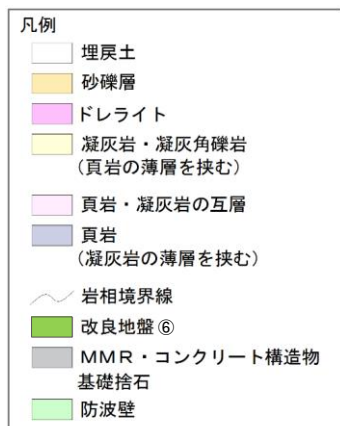 凡例
埋戻土
砂礫層
ドレライト
凝灰岩・凝灰角礫岩
(頁岩の薄層を挟む)
頁岩・凝灰岩の互層
頁岩
(凝灰岩の薄層を挟む)
岩相境界線
改良地盤⑥
MMR・コンクリート構造物
基礎捨石
防波壁